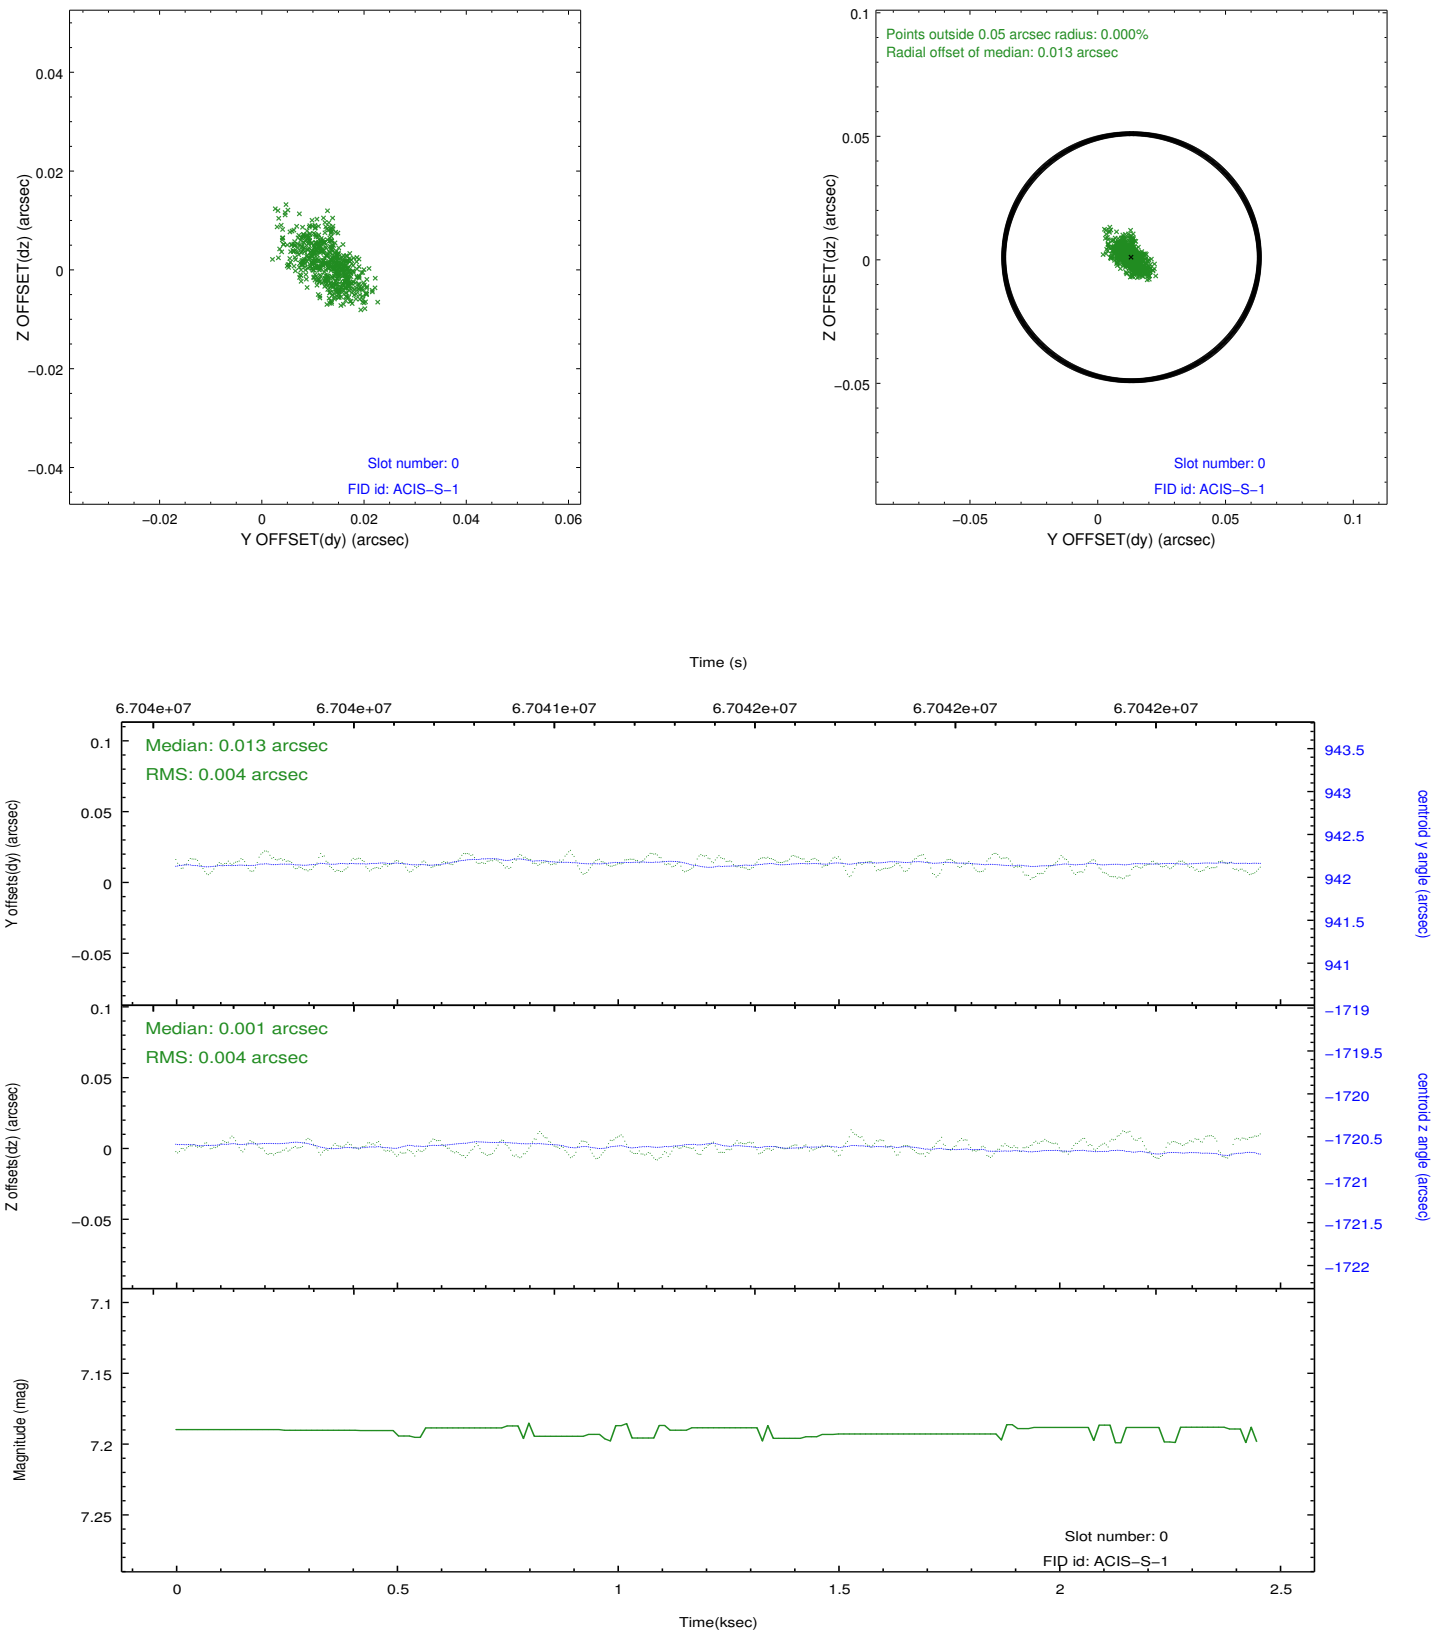 0.04
0.02
0
−0.02
−0.04
Z OFFSET(dz) (arcsec)
Slot number: 0
FID id: ACIS−S−1
−0.02
0
0.02
0.04
0.06
Y OFFSET(dy) (arcsec)
Points outside 0.05 arcsec radius: 0.000%
Radial offset of median: 0.013 arcsec
0.1
0.05
0
−0.05
Z OFFSET(dz) (arcsec)
Slot number: 0
FID id: ACIS−S−1
−0.05
0
0.05
0.1
Y OFFSET(dy) (arcsec)
Time (s)
6.704e+07
6.704e+07
6.7041e+07
6.7042e+07
6.7042e+07
6.7042e+07
Median: 0.013 arcsec
RMS: 0.004 arcsec
0.1
0.05
0
−0.05
Y offsets(dy) (arcsec)
943.5
943
942.5
942
941.5
941
centroid y angle (arcsec)
Median: 0.001 arcsec
RMS: 0.004 arcsec
0.1
0.05
0
−0.05
Z offsets(dz) (arcsec)
−1719
−1719.5
−1720
−1720.5
−1721
−1721.5
−1722
centroid z angle (arcsec)
7.1
7.15
7.2
7.25
Magnitude (mag)
Slot number: 0
FID id: ACIS−S−1
0
0.5
1
1.5
2
2.5
Time(ksec)